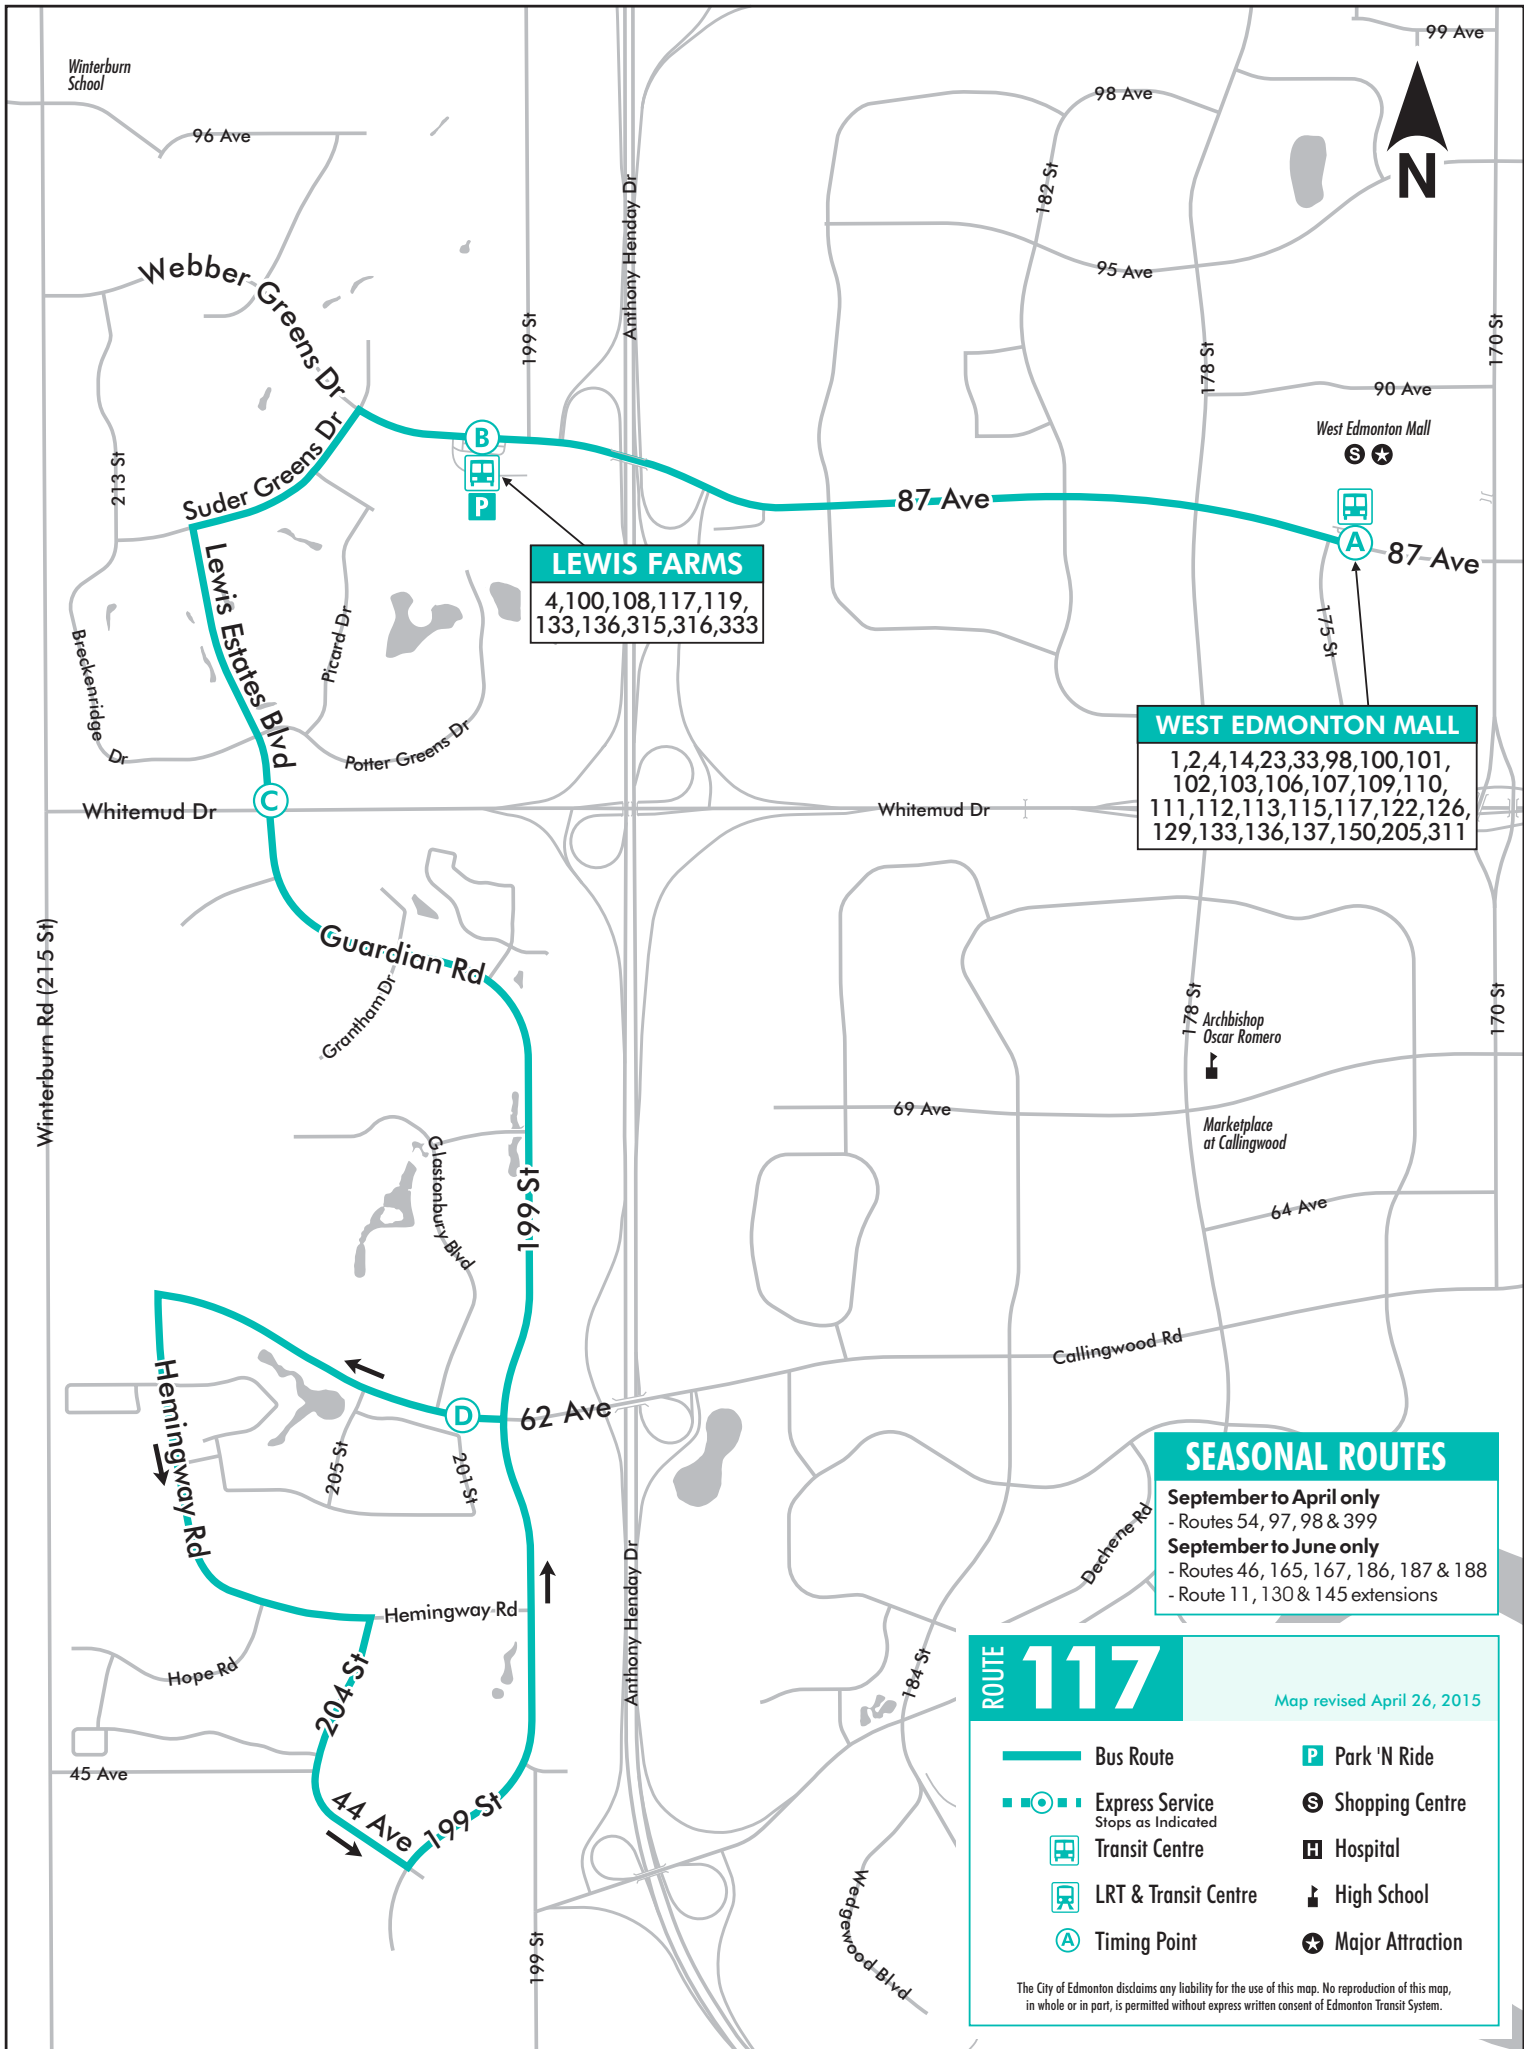 99 Ave
Winterburn
School
98 Ave
96 Ave
N
182 St
Anthony Henday Dr
Webber Greens Dr
95 Ave
199 St
170 St
178 St
90 Ave
Suder Greens Dr
West Edmonton Mall
S
B
213 St
P
87 Ave
A
87 Ave
LEWIS FARMS
4,100,108,117,119,
133,136,315,316,333
Lewis Estates Blvd
Picard Dr
175 St
Breckenridge Dr
Potter Greens Dr
WEST EDMONTON MALL
1,2,4,14,23,33,98,100,101,
102,103,106,107,109,110,
111,112,113,115,117,122,126,
129,133,136,137,150,205,311
C
Whitemud Dr
Whitemud Dr
Winterburn Rd (215 St)
Guardian Rd
Grantham Dr
178 St
170 St
Archbishop
Oscar Romero
69 Ave
Marketplace
at Callingwood
Glastonbury Blvd
199 St
64 Ave
Callingwood Rd
Hemingway Rd
D
62 Ave
205 St
201 St
SEASONAL ROUTES
September to April only
- Routes 54, 97, 98 & 399
September to June only
- Routes 46, 165, 167, 186, 187 & 188
- Route 11, 130 & 145 extensions
Dechene Rd
Anthony Henday Dr
Hemingway Rd
Hope Rd
204 St
184 St
45 Ave
44 Ave
199 St
Wedgewood Blvd
199 St
ROUTE 117
Map revised April 26, 2015
Bus Route
P Park 'N Ride
Express Service
Stops as Indicated
S Shopping Centre
Transit Centre
H Hospital
LRT & Transit Centre
High School
A Timing Point
Major Attraction
The City of Edmonton disclaims any liability for the use of this map. No reproduction of this map,
in whole or in part, is permitted without express written consent of Edmonton Transit System.